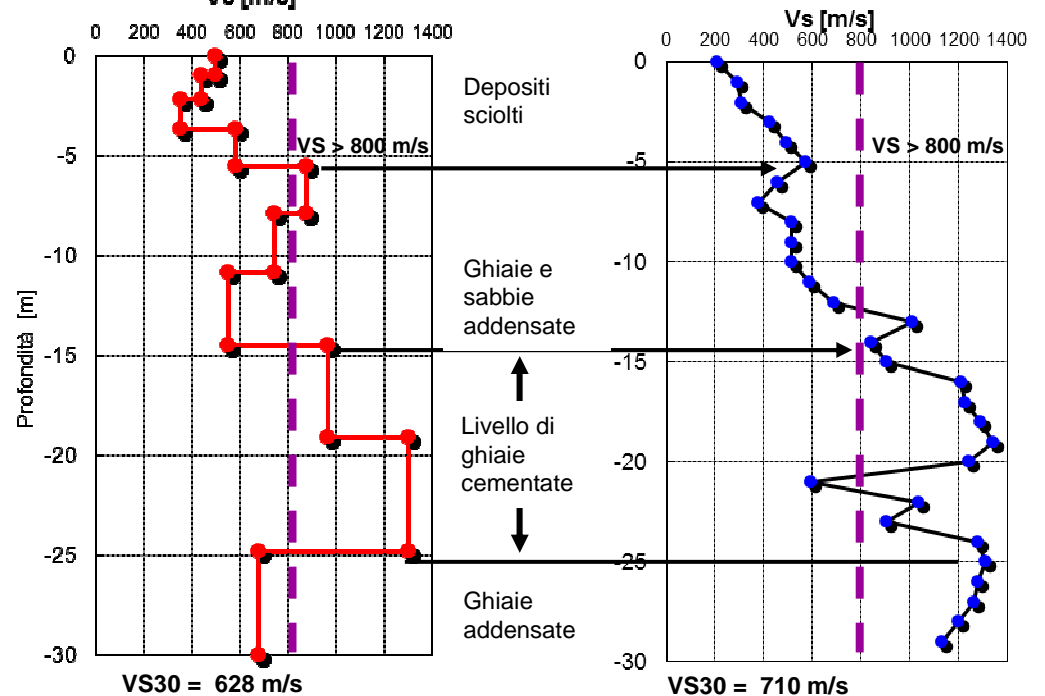 Vs [m/s]
0 200 400 600 800 1000 1200 1400
0
-5
-10
-15
-20
-25
-30
Profondità [m]
VS > 800 m/s
VS30 = 628 m/s
Depositi
sciolti
Ghiaie e
sabbie
addensate
Livello di
ghiaie
cementate
Ghiaie
addensate
Vs [m/s]
0 200 400 600 800 1000 1200 1400
0
-5
-10
-15
-20
-25
-30
VS > 800 m/s
VS30 = 710 m/s